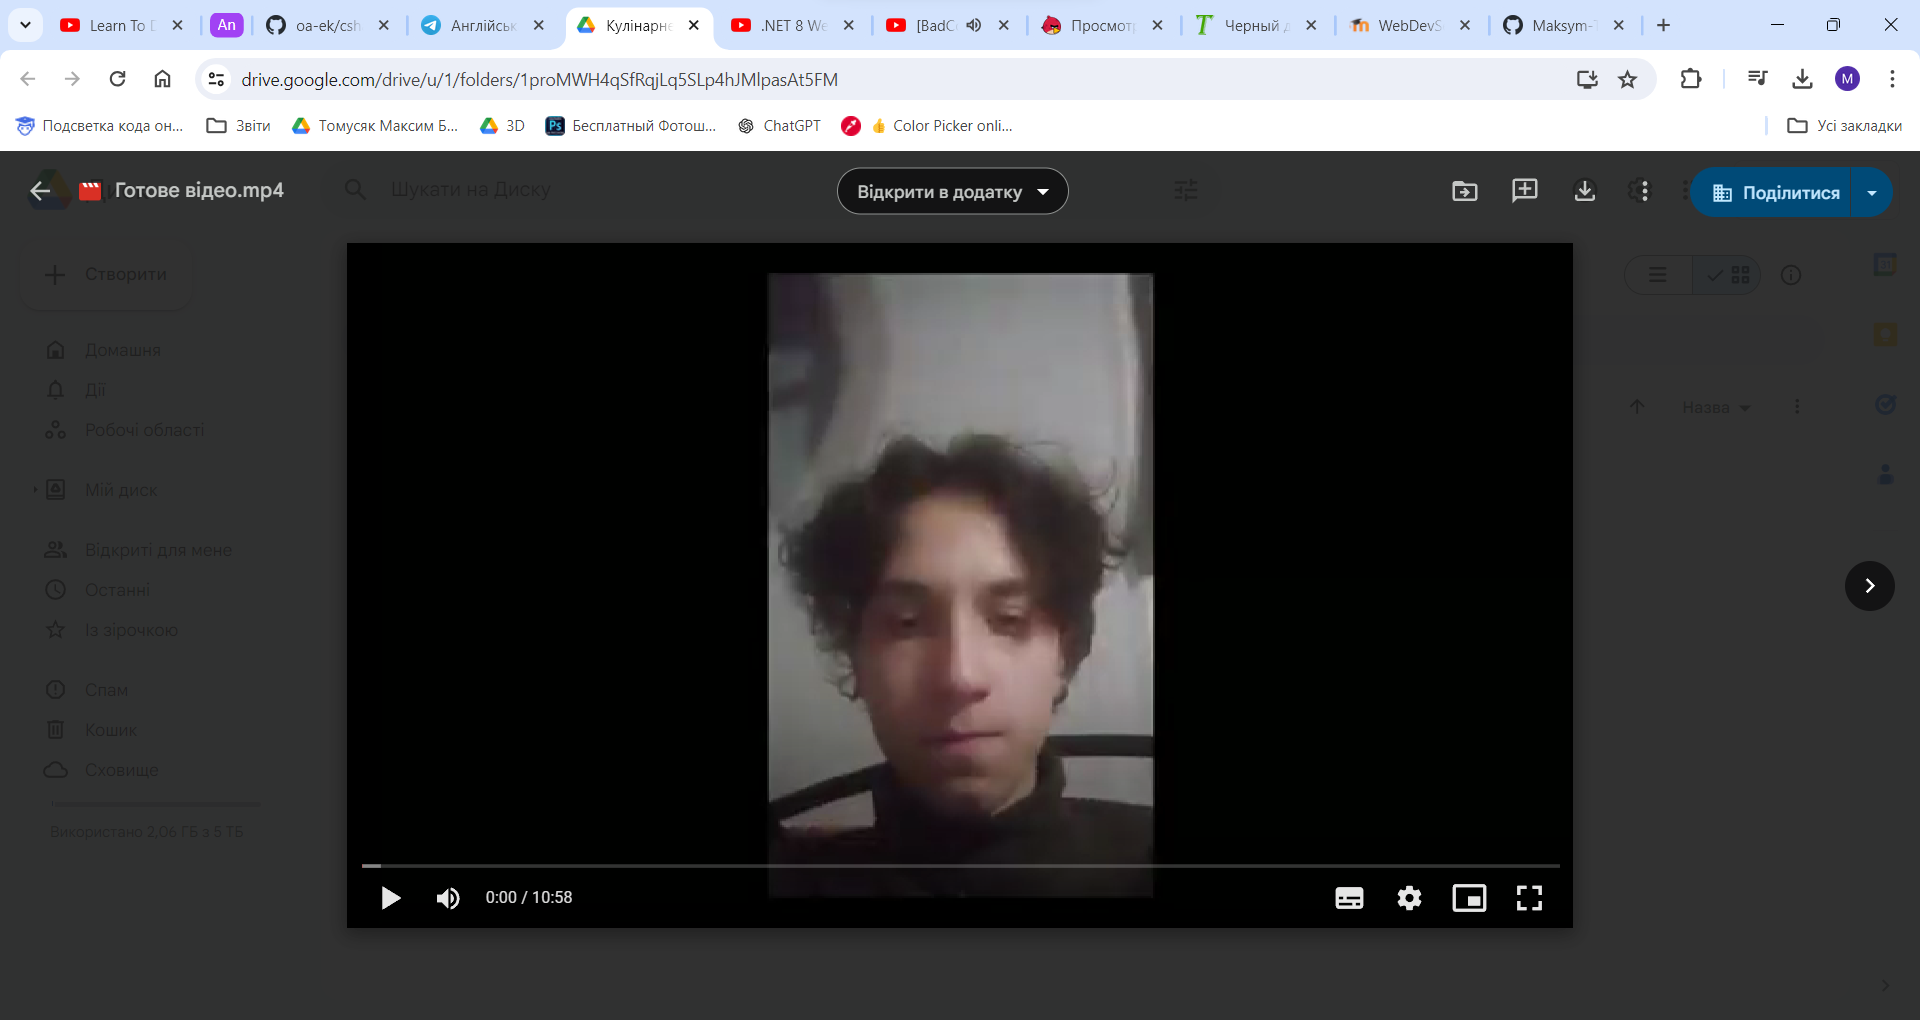 Learn To D
An
oa-ek/csh
Англійськ
Кулінарне
.NET 8 We
[BadC
Просмотр
Черный д
WebDevS
Maksym-T
drive.google.com/drive/u/1/folders/1proMWH4qSfRqjLq5SLp4hJMlpasAt5FM
M
Подсветка кода он...
Звіти
Томусяк Максим Б...
3D
Ps
Бесплатный Фотош...
ChatGPT
👍 Color Picker onli...
Усі закладки
Готове відео.mp4
Шукати на Диску
Відкрити в додатку
Поділитися
Створити
Домашня
Дії
Робочі області
Назва
Мій диск
Відкриті для мене
Останні
Із зірочкою
Спам
Кошик
Сховище
Використано 2,06 ГБ з 5 ТБ
0:00 / 10:58